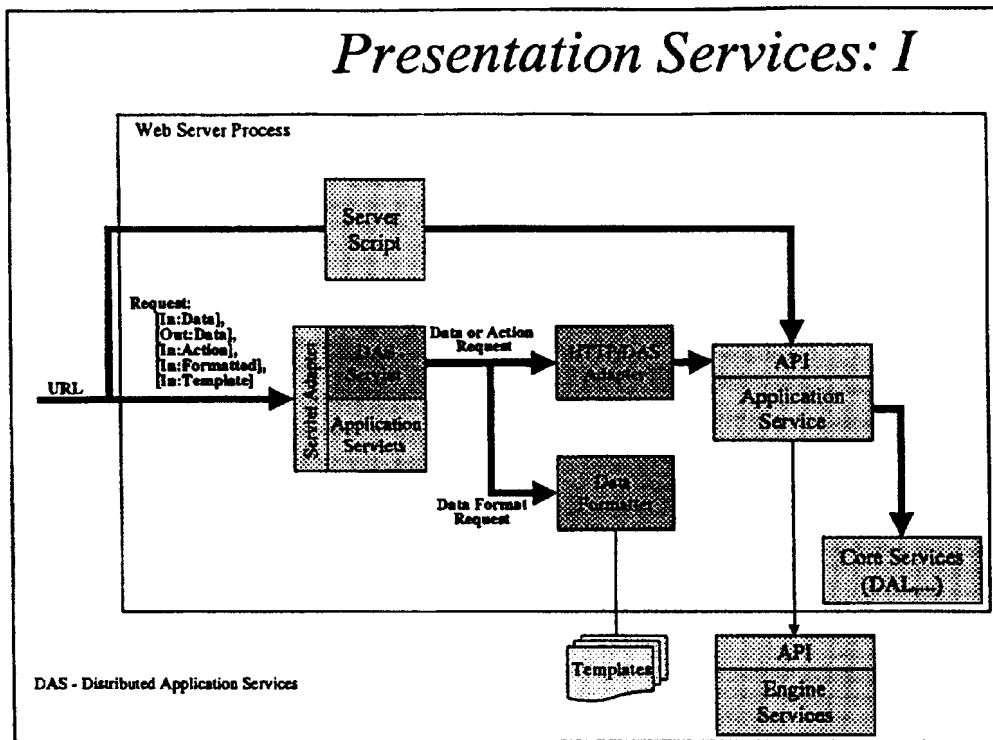 Presentation Services: I
Web Server Process
Server
Script
Request:
[In:Data],
[Out:Data],
[In:Action],
[In:Formatted],
[In:Template]
URL
Servlet Adapter
DAS
Servlet
Application
Servlets
Data or Action
Request
HTTP/DAS
Adapter
API
Application
Service
Data Format
Request
Data
Formatter
Core Services
(DAL,...)
Templates
API
Engine
Services
DAS - Distributed Application Services